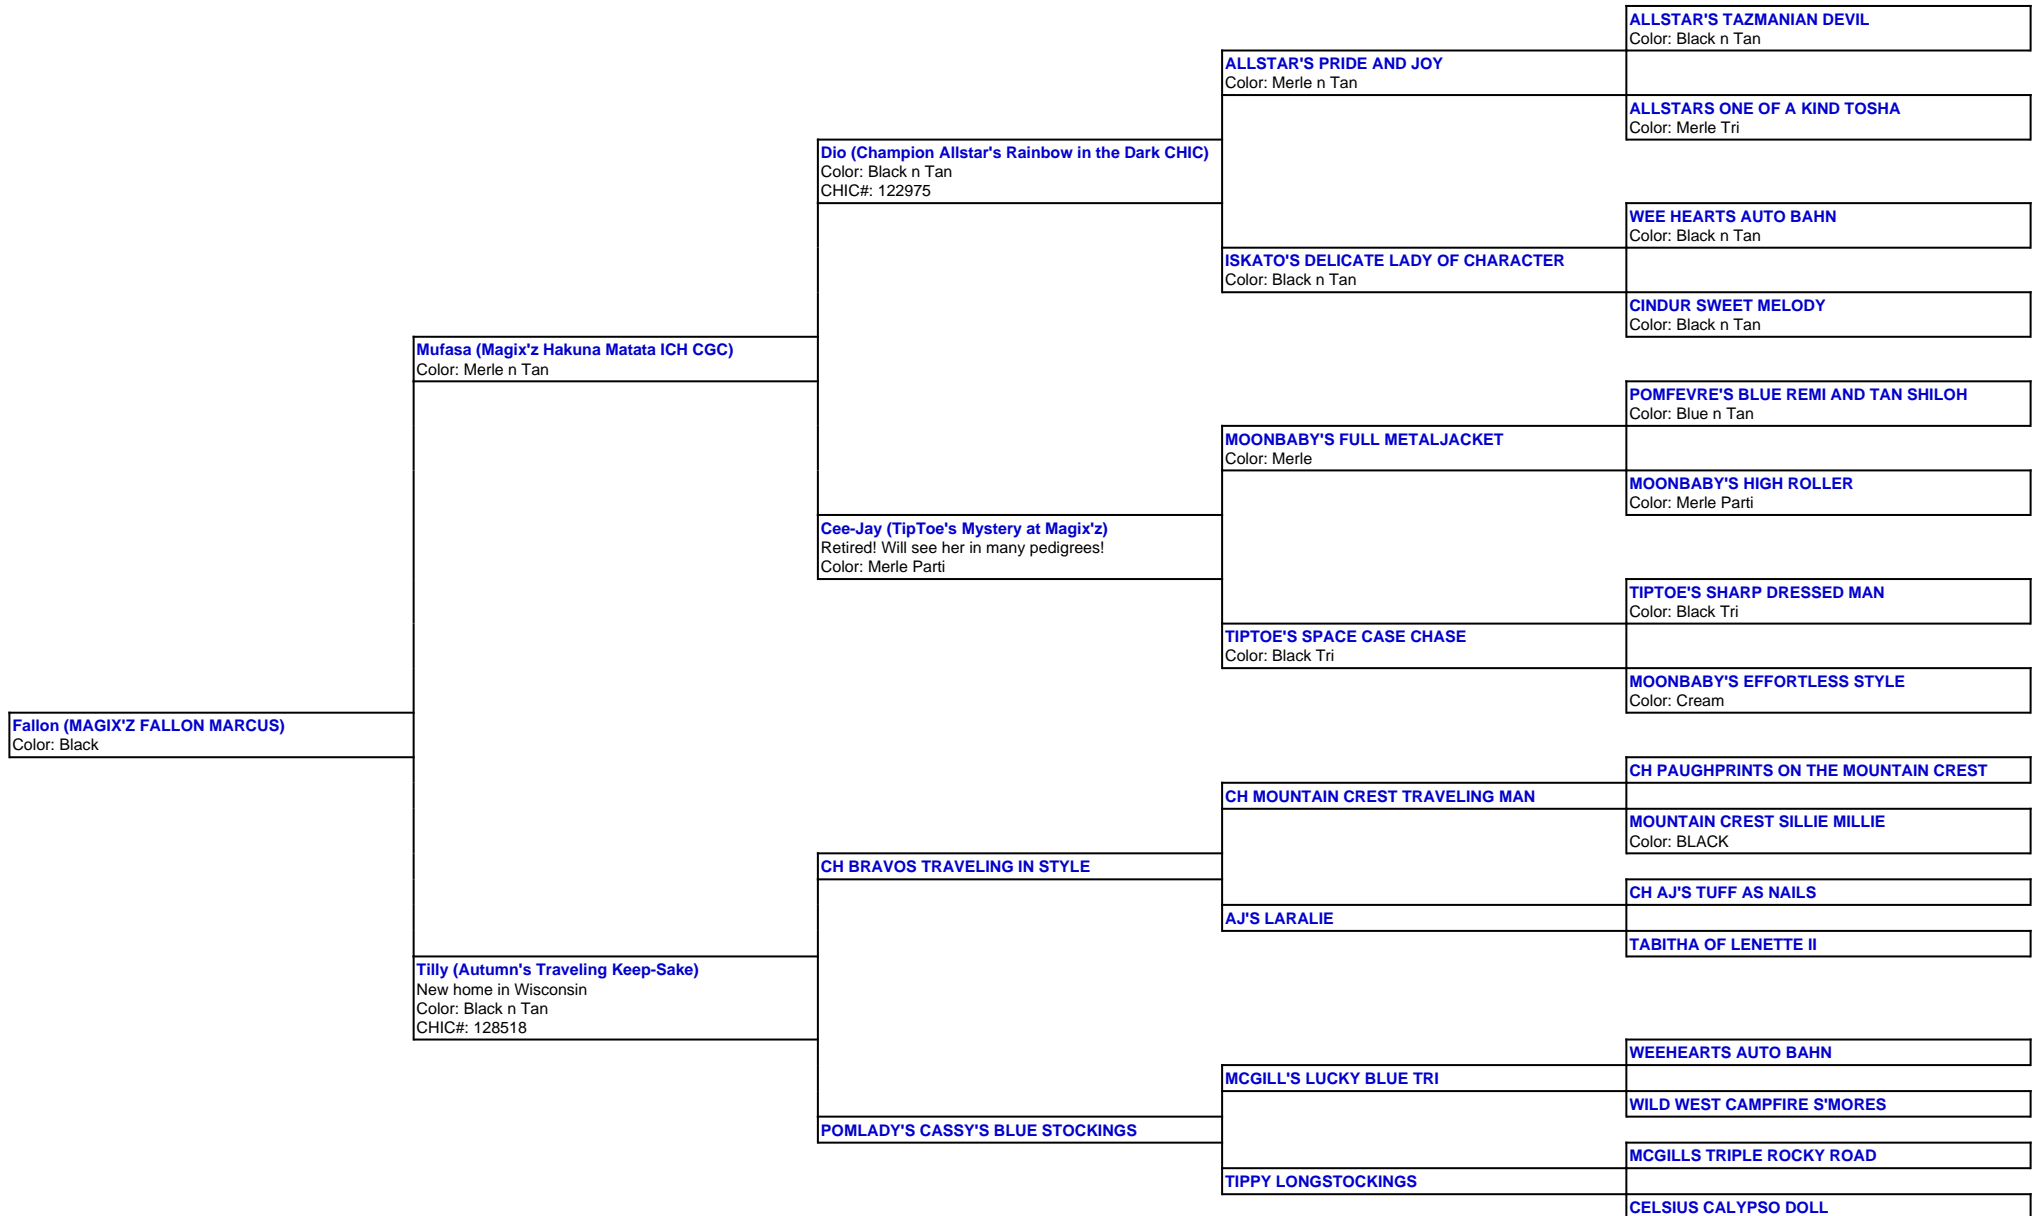 ALLSTAR'S TAZMANIAN DEVIL
Color: Black n Tan
ALLSTAR'S PRIDE AND JOY
Color: Merle n Tan
ALLSTARS ONE OF A KIND TOSHA
Color: Merle Tri
Dio (Champion Allstar's Rainbow in the Dark CHIC)
Color: Black n Tan
CHIC#: 122975
WEE HEARTS AUTO BAHN
Color: Black n Tan
ISKATO'S DELICATE LADY OF CHARACTER
Color: Black n Tan
CINDUR SWEET MELODY
Color: Black n Tan
Mufasa (Magix'z Hakuna Matata ICH CGC)
Color: Merle n Tan
POMFEVRE'S BLUE REMI AND TAN SHILOH
Color: Blue n Tan
MOONBABY'S FULL METALJACKET
Color: Merle
MOONBABY'S HIGH ROLLER
Color: Merle Parti
Cee-Jay (TipToe's Mystery at Magix'z)
Retired! Will see her in many pedigrees!
Color: Merle Parti
TIPTOE'S SHARP DRESSED MAN
Color: Black Tri
TIPTOE'S SPACE CASE CHASE
Color: Black Tri
MOONBABY'S EFFORTLESS STYLE
Color: Cream
Fallon (MAGIX'Z FALLON MARCUS)
Color: Black
CH PAUGHPRINTS ON THE MOUNTAIN CREST
CH MOUNTAIN CREST TRAVELING MAN
MOUNTAIN CREST SILLIE MILLIE
Color: BLACK
CH BRAVOS TRAVELING IN STYLE
CH AJ'S TUFF AS NAILS
AJ'S LARALIE
TABITHA OF LENETTE II
Tilly (Autumn's Traveling Keep-Sake)
New home in Wisconsin
Color: Black n Tan
CHIC#: 128518
WEEHEARTS AUTO BAHN
MCGILL'S LUCKY BLUE TRI
WILD WEST CAMPFIRE S'MORES
POMLADY'S CASSY'S BLUE STOCKINGS
MCGILLS TRIPLE ROCKY ROAD
TIPPY LONGSTOCKINGS
CELSIUS CALYPSO DOLL